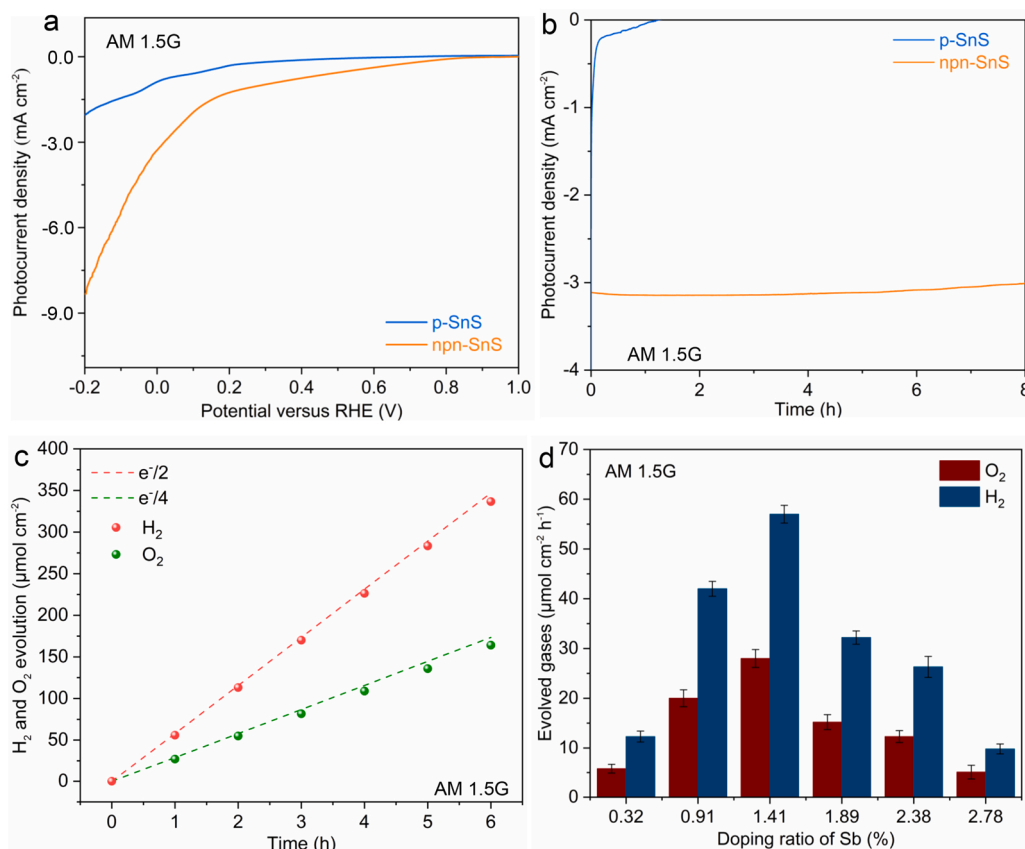 a
AM 1.5G
0.0
-3.0
-6.0
-9.0
Photocurrent density (mA cm⁻²)
p-SnS
npn-SnS
-0.2 0.0 0.2 0.4 0.6 0.8 1.0
Potential versus RHE (V)
b
0
-1
-2
-3
-4
Photocurrent density (mA cm⁻²)
p-SnS
npn-SnS
AM 1.5G
0 2 4 6 8
Time (h)
c
400
350
300
250
200
150
100
50
0
H₂ and O₂ evolution (μmol cm⁻²)
e⁻/2
e⁻/4
H₂
O₂
AM 1.5G
0 1 2 3 4 5 6
Time (h)
d
AM 1.5G
70
60
50
40
30
20
10
0
Evolved gases (μmol cm⁻² h⁻¹)
O₂
H₂
0.32 0.91 1.41 1.89 2.38 2.78
Doping ratio of Sb (%)